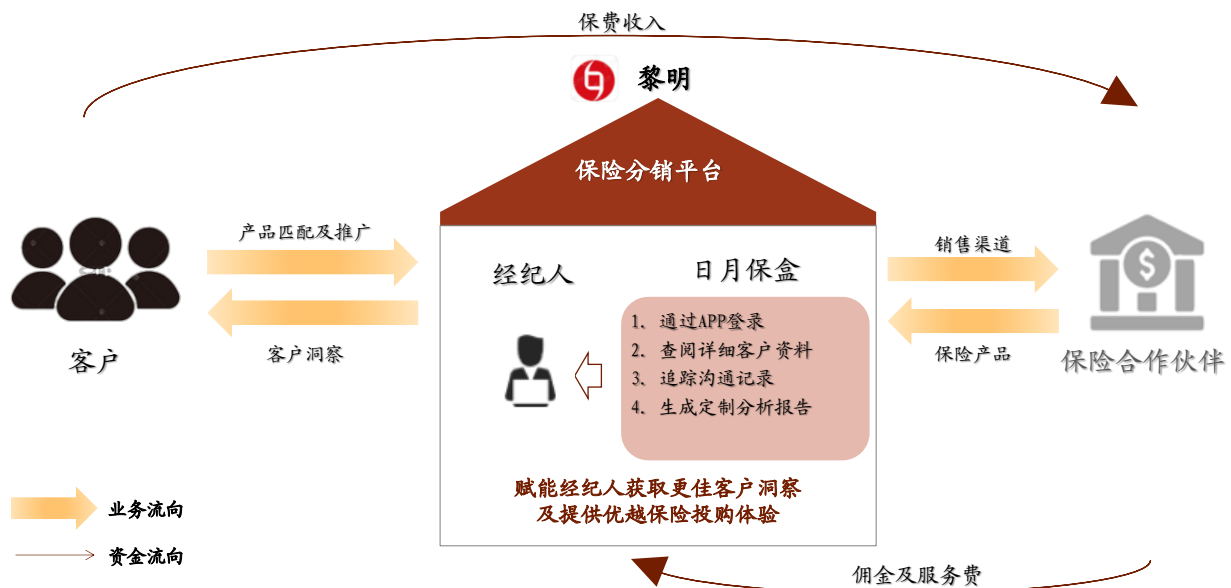 保费收入
黎明
保险分销平台
产品匹配及推广
客户洞察
客户
经纪人
日月保盒
1. 通过APP登录
2. 查阅详细客户资料
3. 追踪沟通记录
4. 生成定制分析报告
赋能经纪人获取更佳客户洞察
及提供优越保险投购体验
销售渠道
保险产品
保险合作伙伴
业务流向
资金流向
佣金及服务费